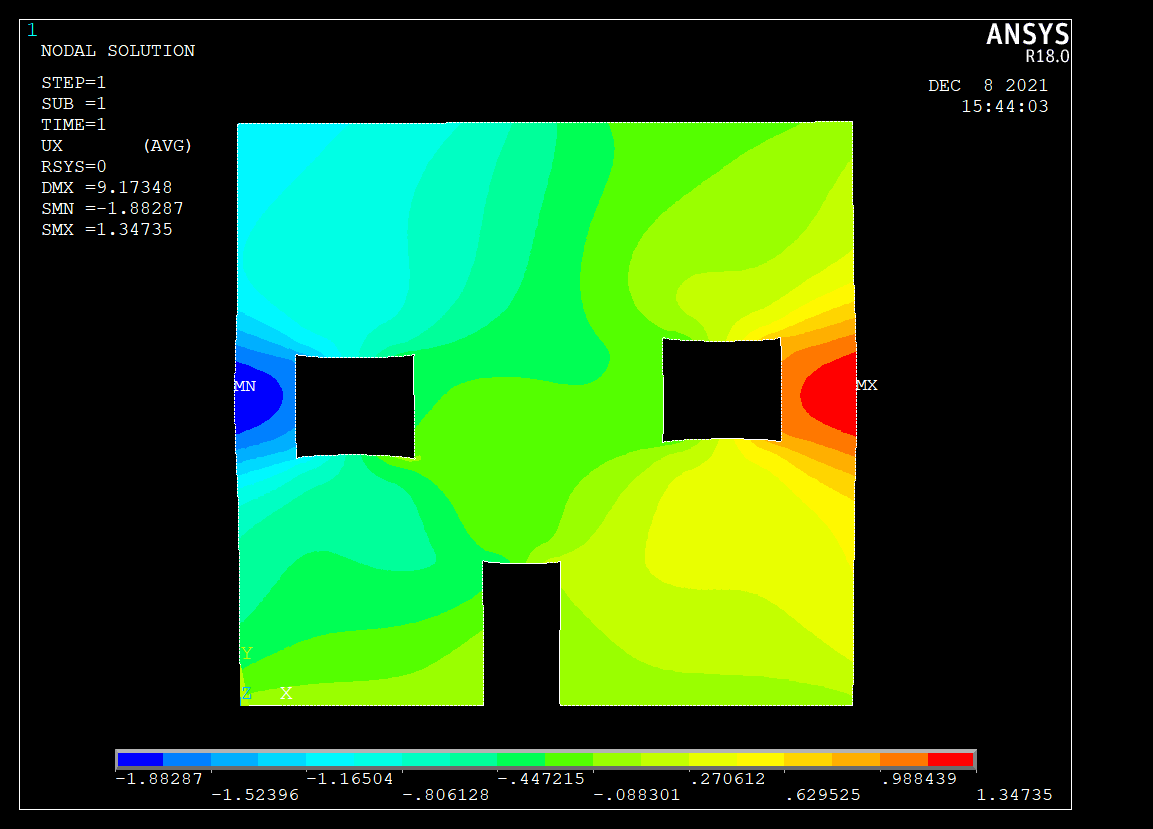 1
ANSYS
R18.0
NODAL SOLUTION
DEC 8 2021
15:44:03
STEP=1
SUB =1
TIME=1
UX (AVG)
RSYS=0
DMX =9.17348
SMN =-1.88287
SMX =1.34735
MN
MX
Y
Z X
-1.88287 -1.16504 -.447215 .270612 .988439
-1.52396 -.806128 -.088301 .629525 1.34735